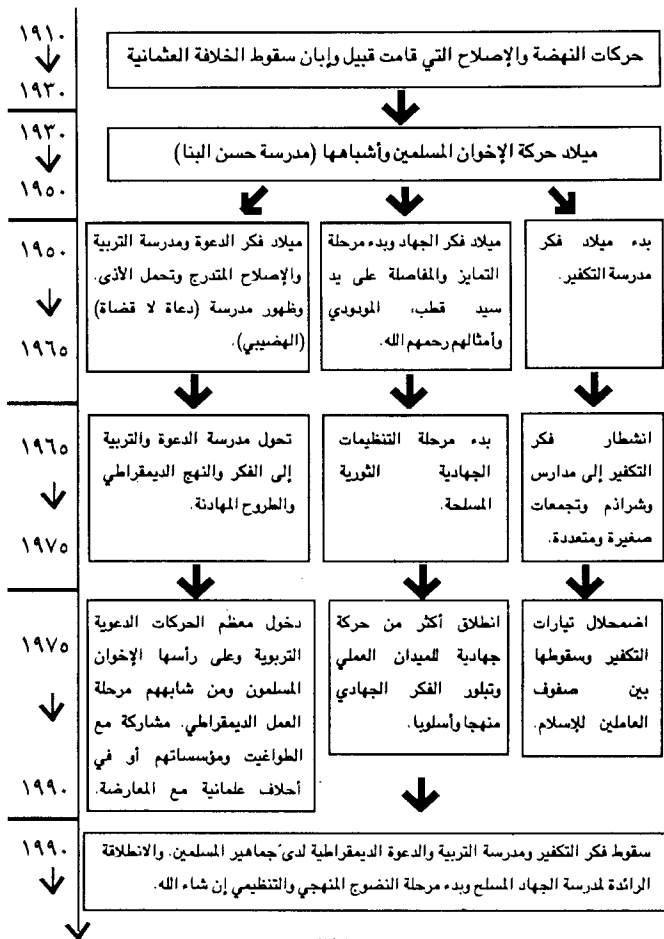 ١٩١٠
١٩٣٠
حركات النهضة والإصلاح التي قامت قبيل وإبان سقوط الخلافة العثمانية
١٩٣٠
١٩٥٠
ميلاد حركة الإخوان المسلمين وأشباهها (مدرسة حسن البنا)
١٩٥٠
١٩٦٥
بدء ميلاد فكر
مدرسة التكفير.
ميلاد فكر الجهاد وبدء مرحلة
التمايز والمفاصلة على يد
سيد قطب، المودودي
وأمثالهم رحمهم الله.
ميلاد فكر الدعوة ومدرسة التربية
والإصلاح المتدرج وتحمل الأذى.
وظهور مدرسة (دعاة لا قضاة)
(الهضيبي).
١٩٦٥
١٩٧٥
انشطار فكر
التكفير إلى مدارس
وشراذم وتجمعات
صغيرة ومتعددة.
بدء مرحلة التنظيمات
الجهادية الثورية
المسلحة.
تحول مدرسة الدعوة والتربية
إلى الفكر والنهج الديمقراطي
والطروح المهادنة.
١٩٧٥
١٩٩٠
اضمحلال تيارات
التكفير وسقوطها
بين صفوف
العاملين للإسلام.
انطلاق أكثر من حركة
جهادية للميدان العملي
وتبلور الفكر الجهادي
منهجا وأسلوبا.
دخول معظم الحركات الدعوية
التربوية وعلى رأسها الإخوان
المسلمون ومن شابههم مرحلة
العمل الديمقراطي. مشاركة مع
الطواغيت ومؤسساتهم أو في
أحلاف علمانية مع المعارضة.
١٩٩٠
سقوط فكر التكفير ومدرسة التربية والدعوة الديمقراطية لدى جماهير المسلمين. والانطلاقة
الرائدة لمدرسة الجهاد المسلح وبدء مرحلة النضوج المنهجي والتنظيمي إن شاء الله.